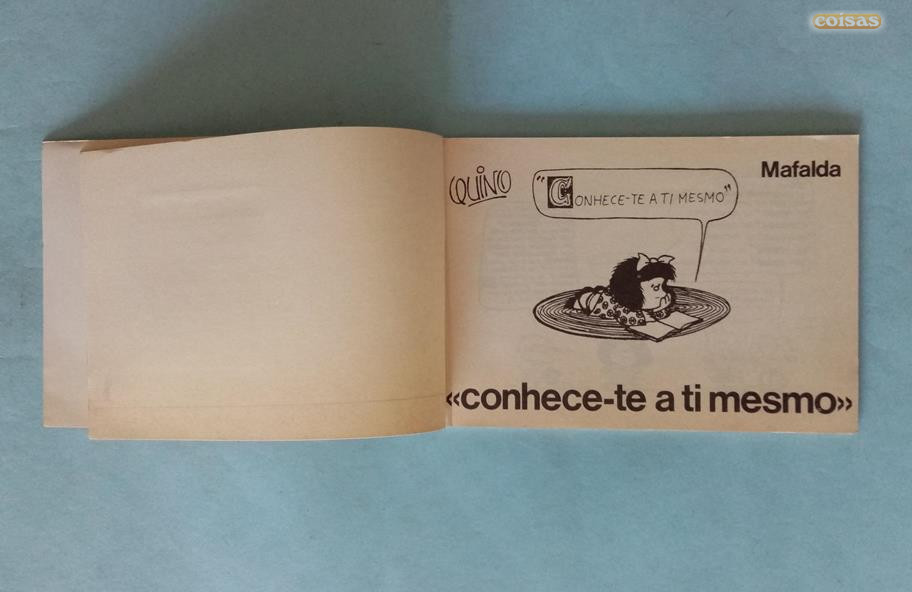 coisas
QUINO
Mafalda
"CONHECE-TE A TI MESMO"
«conhece-te a ti mesmo»